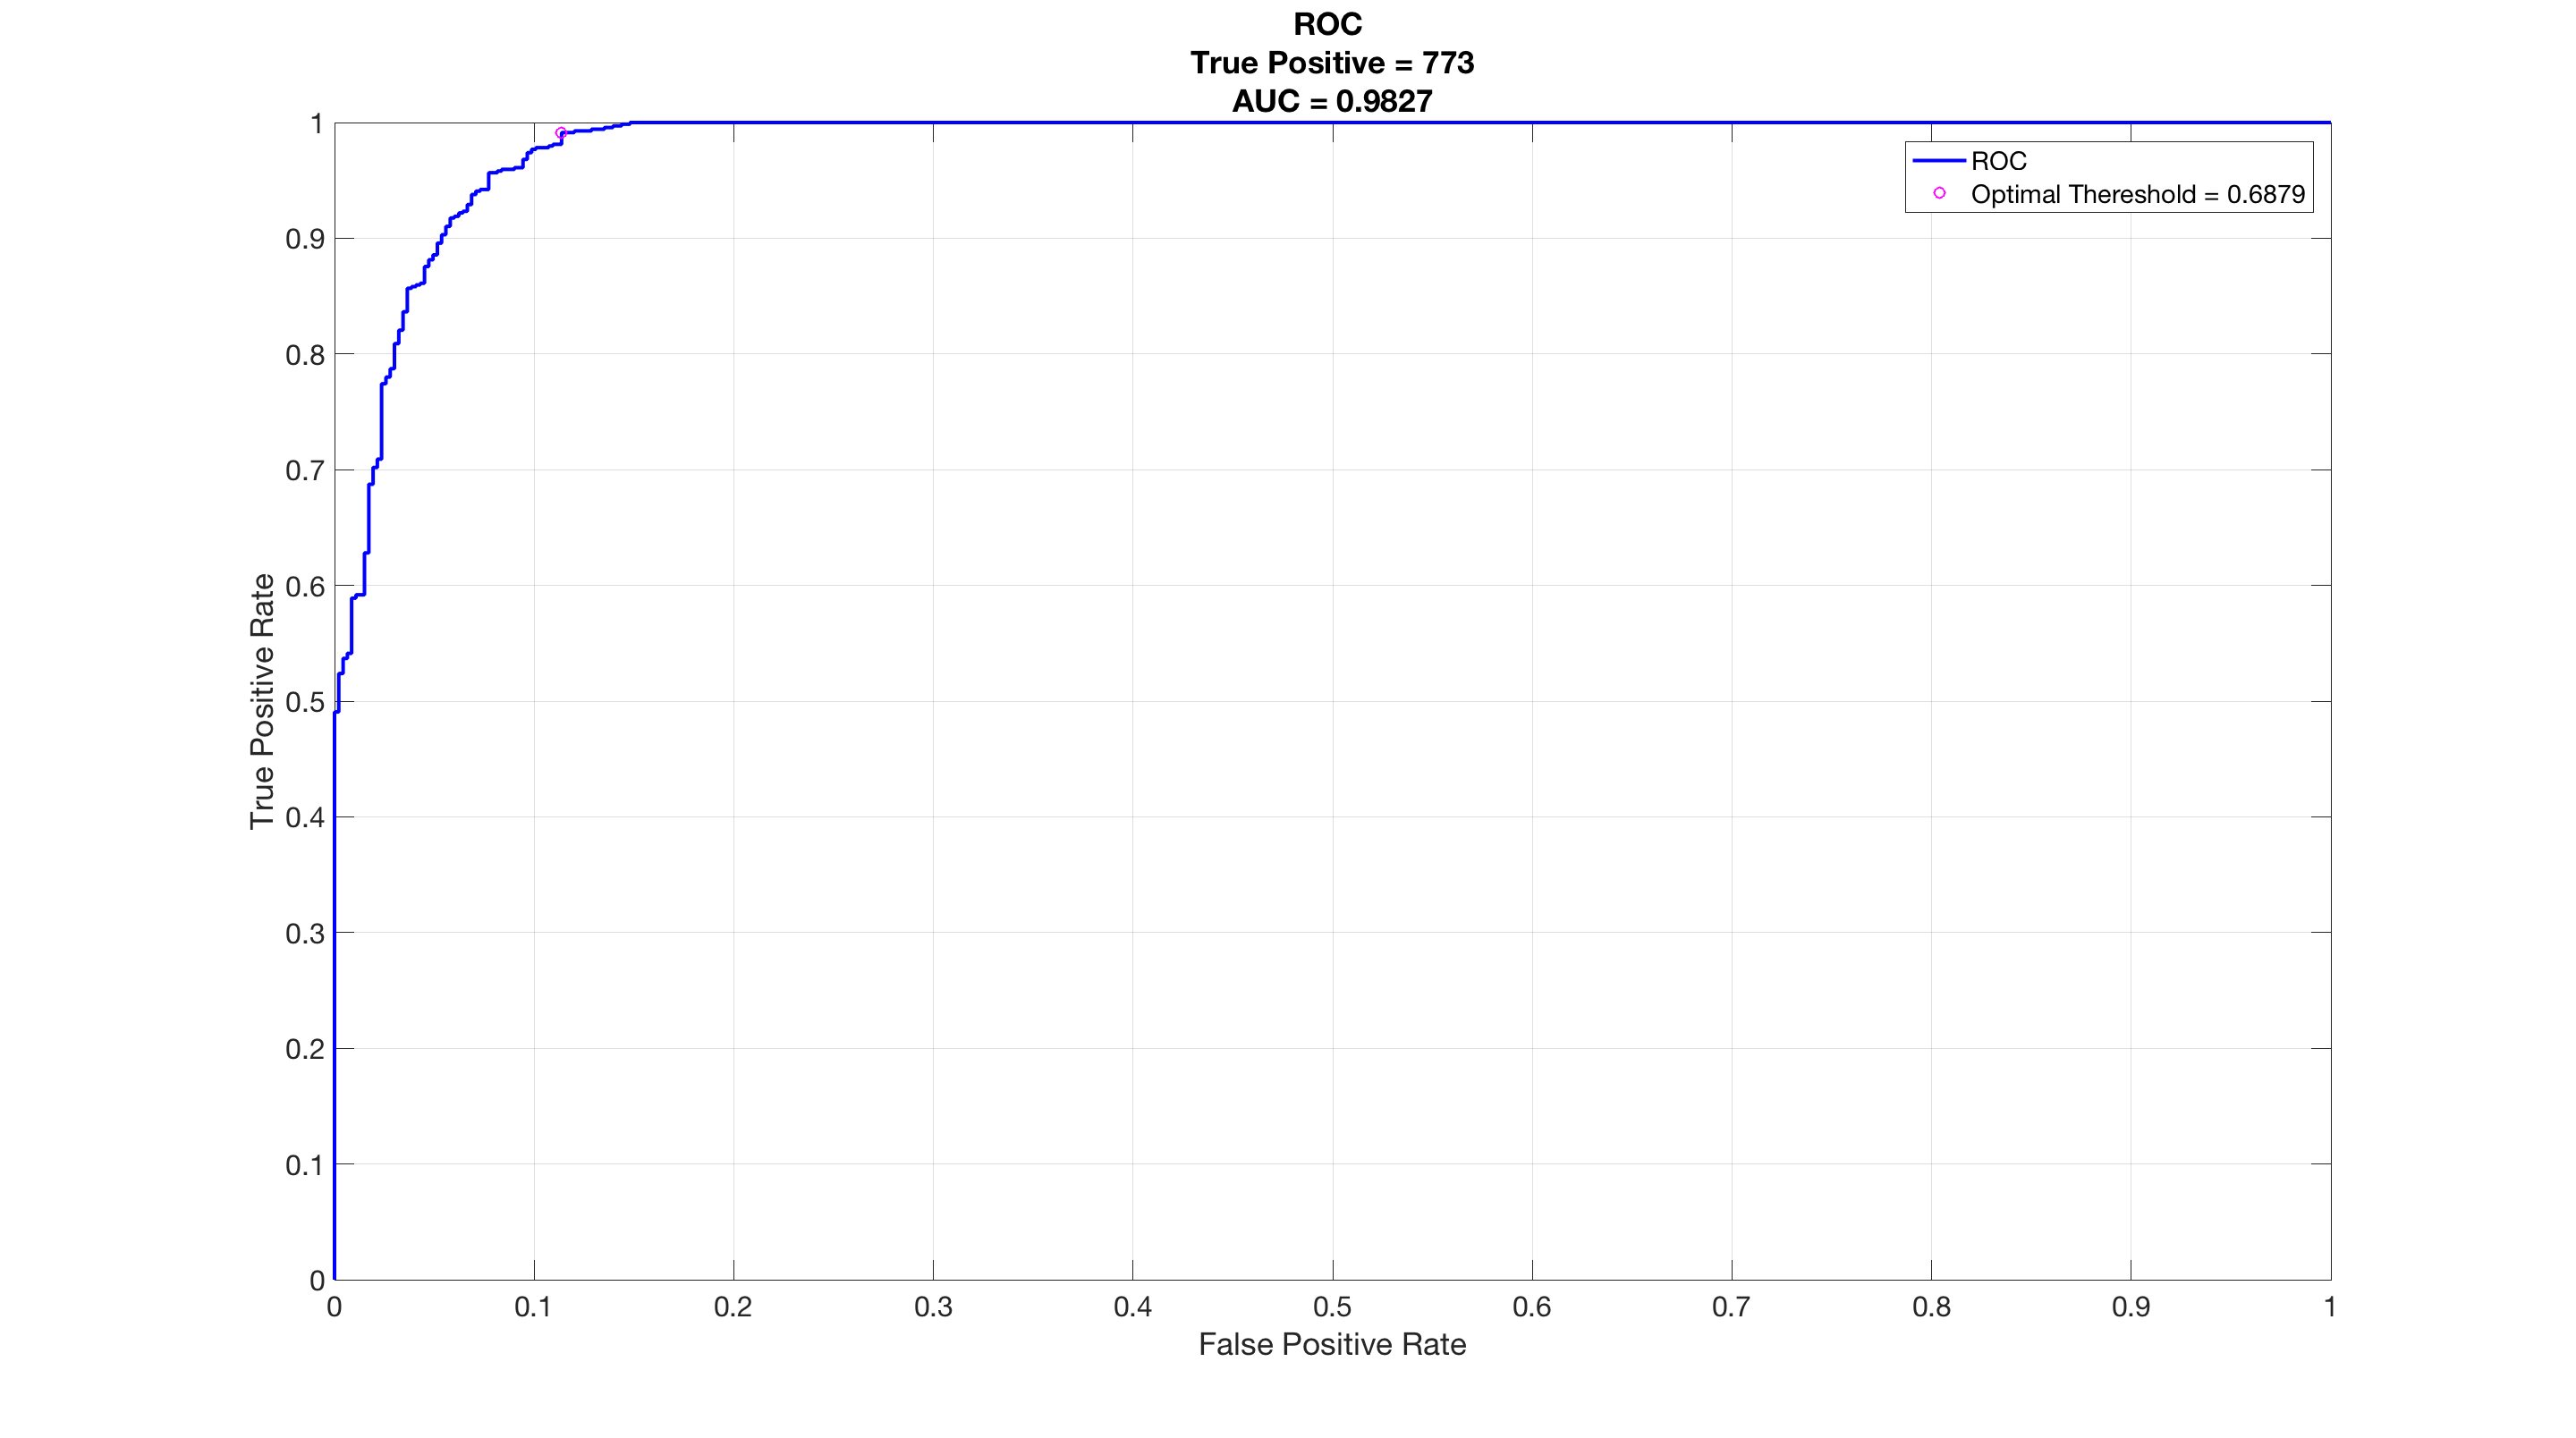 ROC
True Positive = 773
AUC = 0.9827
ROC
Optimal Thereshold = 0.6879
1
0.9
0.8
0.7
0.6
0.5
0.4
0.3
0.2
0.1
0
True Positive Rate
0 0.1 0.2 0.3 0.4 0.5 0.6 0.7 0.8 0.9 1
False Positive Rate